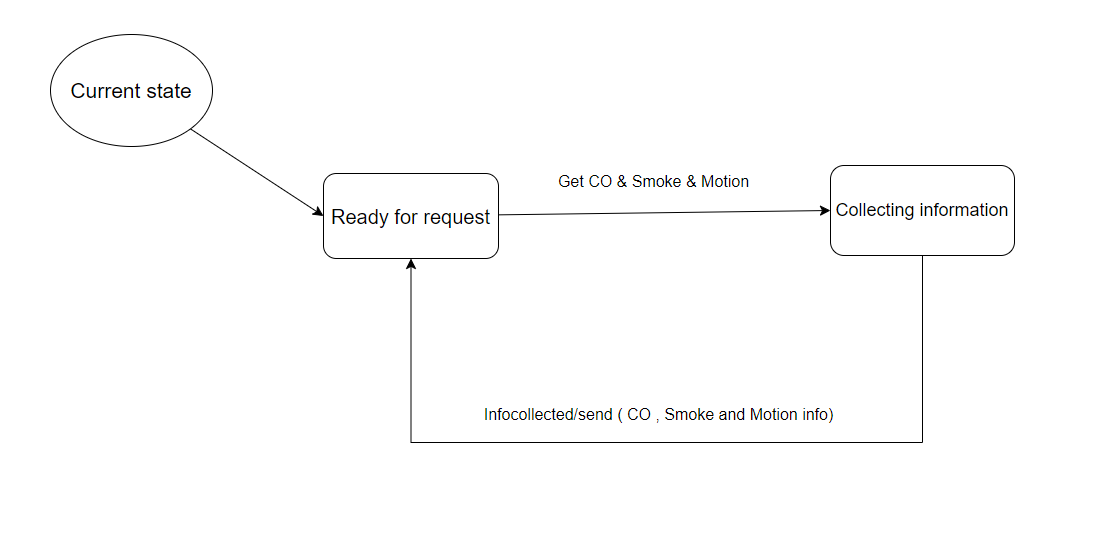 Current state
Get CO & Smoke & Motion
Ready for request
Collecting information
Infocollected/send ( CO , Smoke and Motion info)